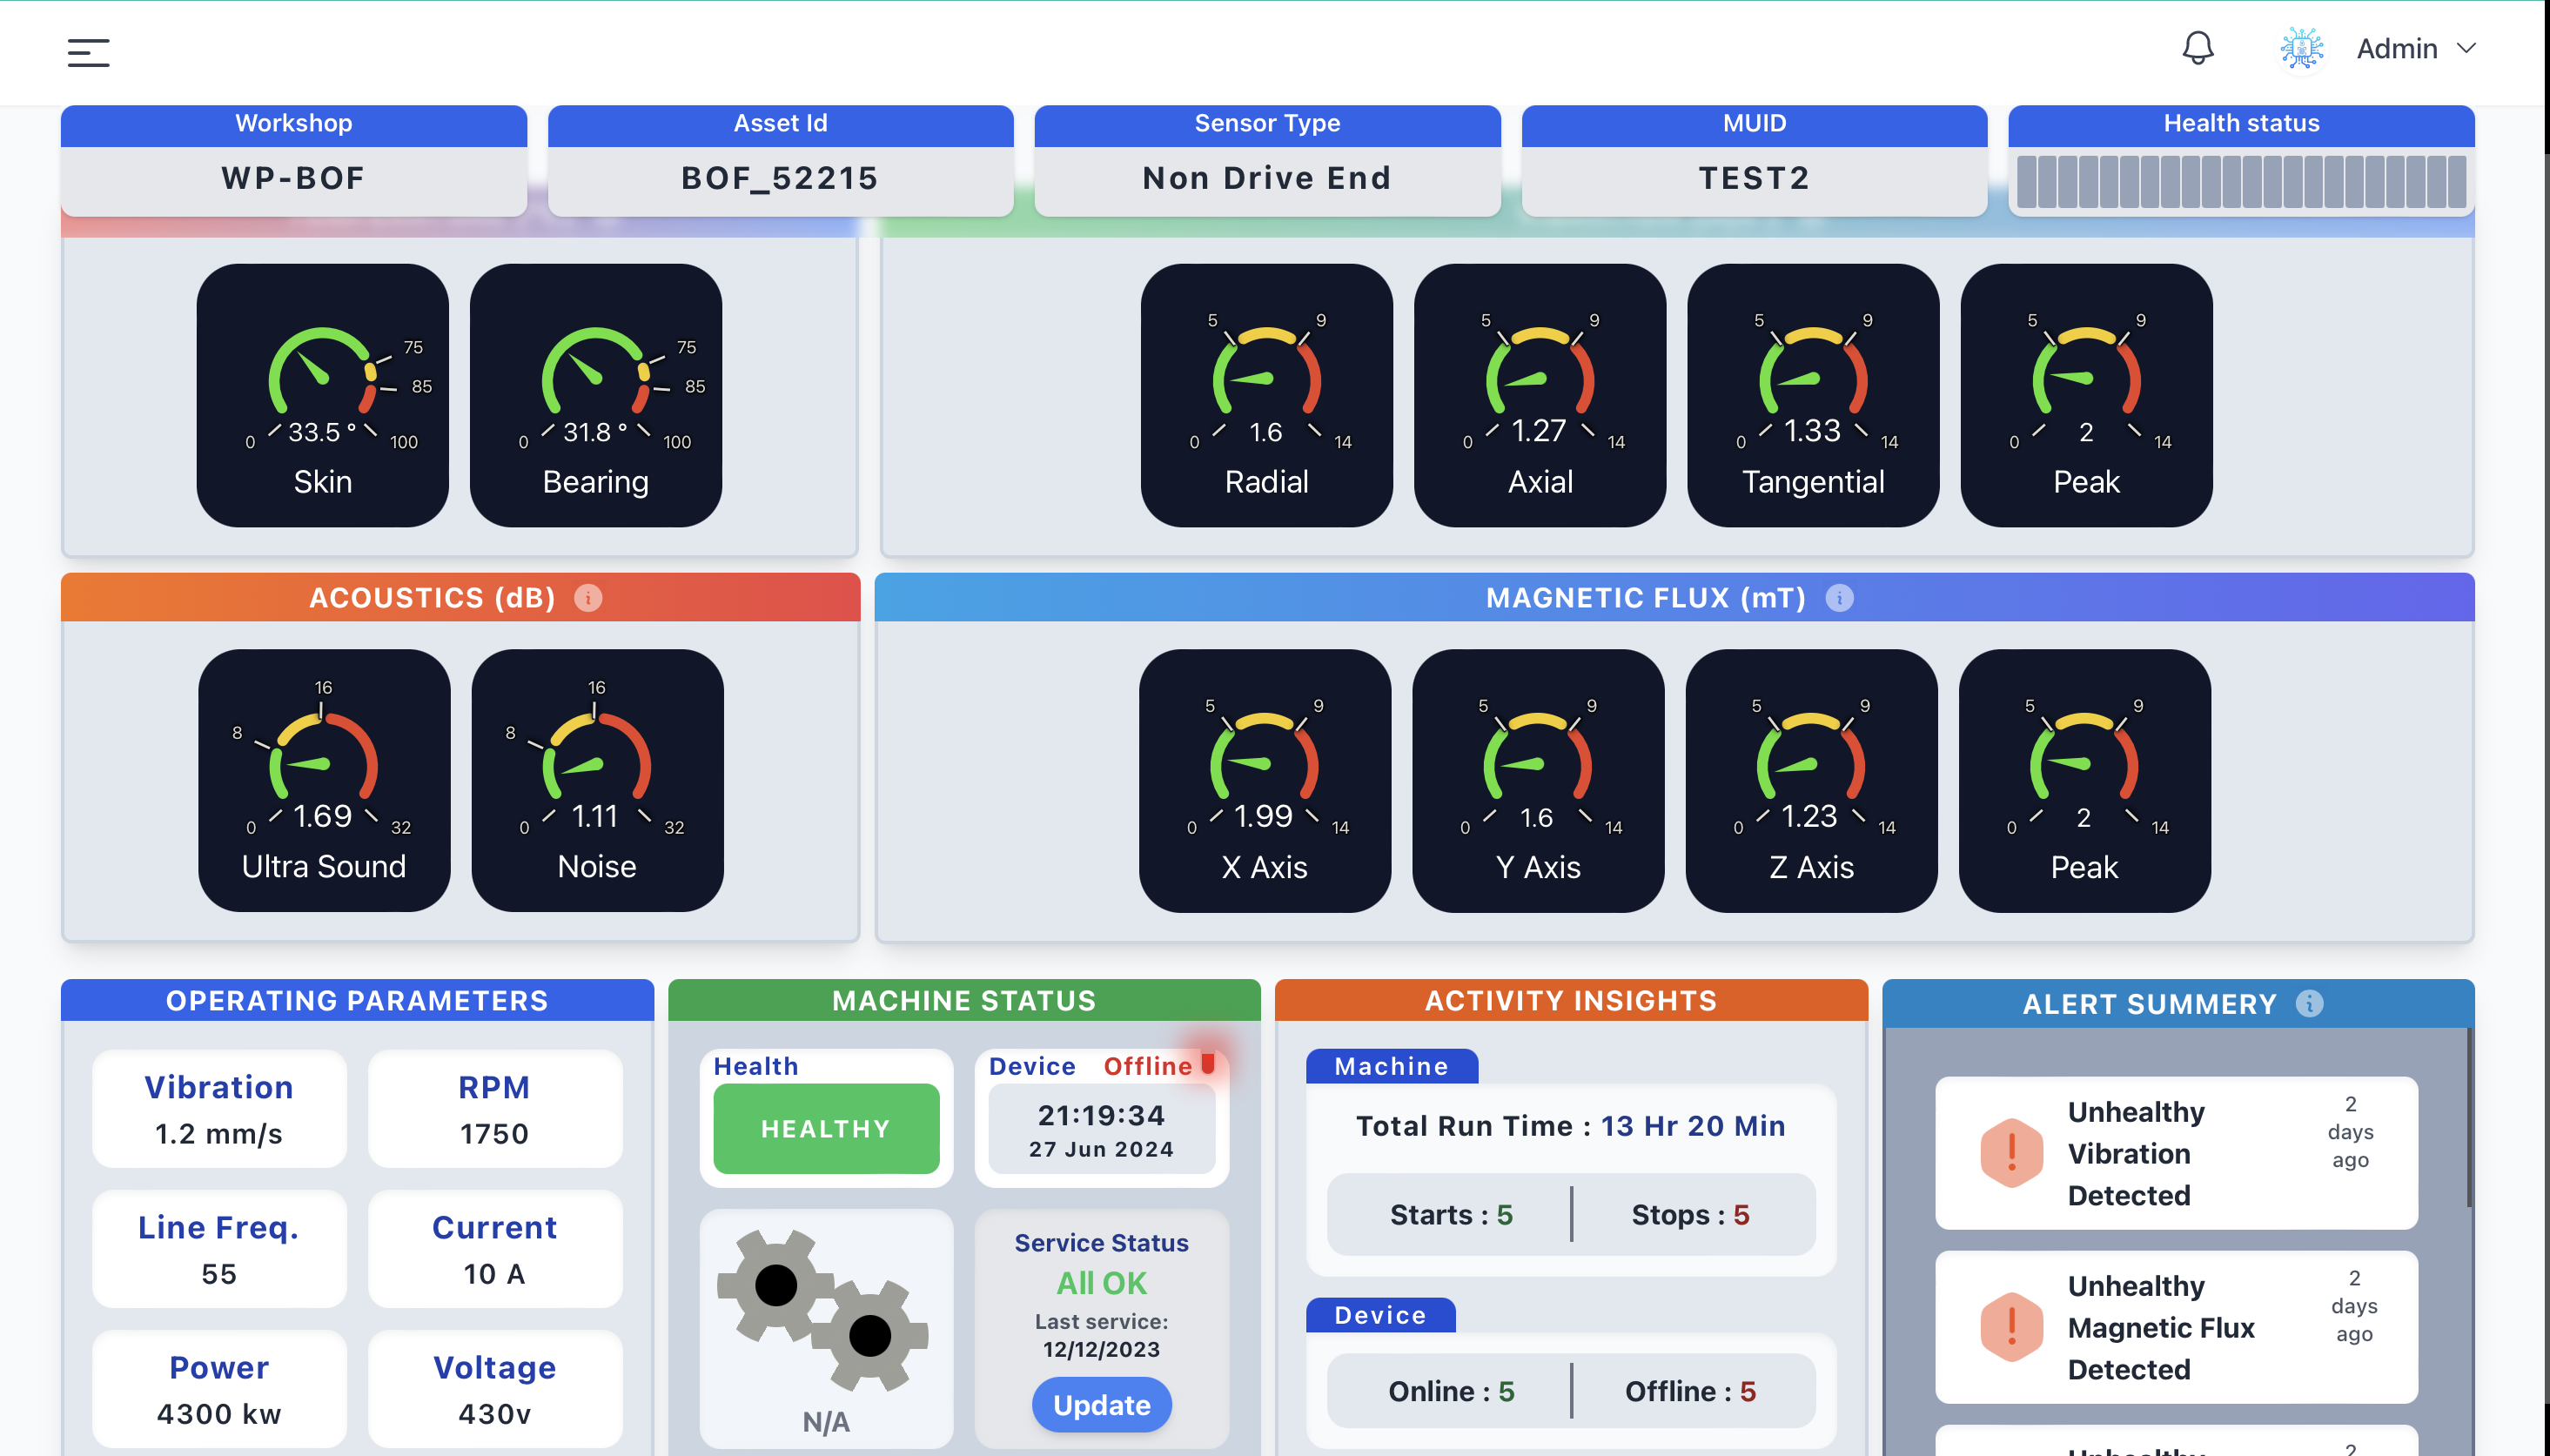 Admin
Workshop
Asset Id
Sensor Type
MUID
Health status
WP-BOF
BOF_52215
Non Drive End
TEST2
75
85
0
33.5 °
100
Skin
75
85
0
31.8 °
100
Bearing
5
9
0
1.6
14
Radial
5
9
0
1.27
14
Axial
5
9
0
1.33
14
Tangential
5
9
0
2
14
Peak
ACOUSTICS (dB) i
MAGNETIC FLUX (mT) i
16
8
0
1.69
32
Ultra Sound
16
8
0
1.11
32
Noise
5
9
0
1.99
14
X Axis
5
9
0
1.6
14
Y Axis
5
9
0
1.23
14
Z Axis
5
9
0
2
14
Peak
OPERATING PARAMETERS
Vibration
1.2 mm/s
RPM
1750
Line Freq.
55
Current
10 A
Power
4300 kw
Voltage
430v
MACHINE STATUS
Health
HEALTHY
Device Offline
21:19:34
27 Jun 2024
N/A
Service Status
All OK
Last service:
12/12/2023
Update
ACTIVITY INSIGHTS
Machine
Total Run Time : 13 Hr 20 Min
Starts : 5
Stops : 5
Device
Online : 5
Offline : 5
ALERT SUMMERY i
Unhealthy
Vibration
Detected
2
days
ago
Unhealthy
Magnetic Flux
Detected
2
days
ago